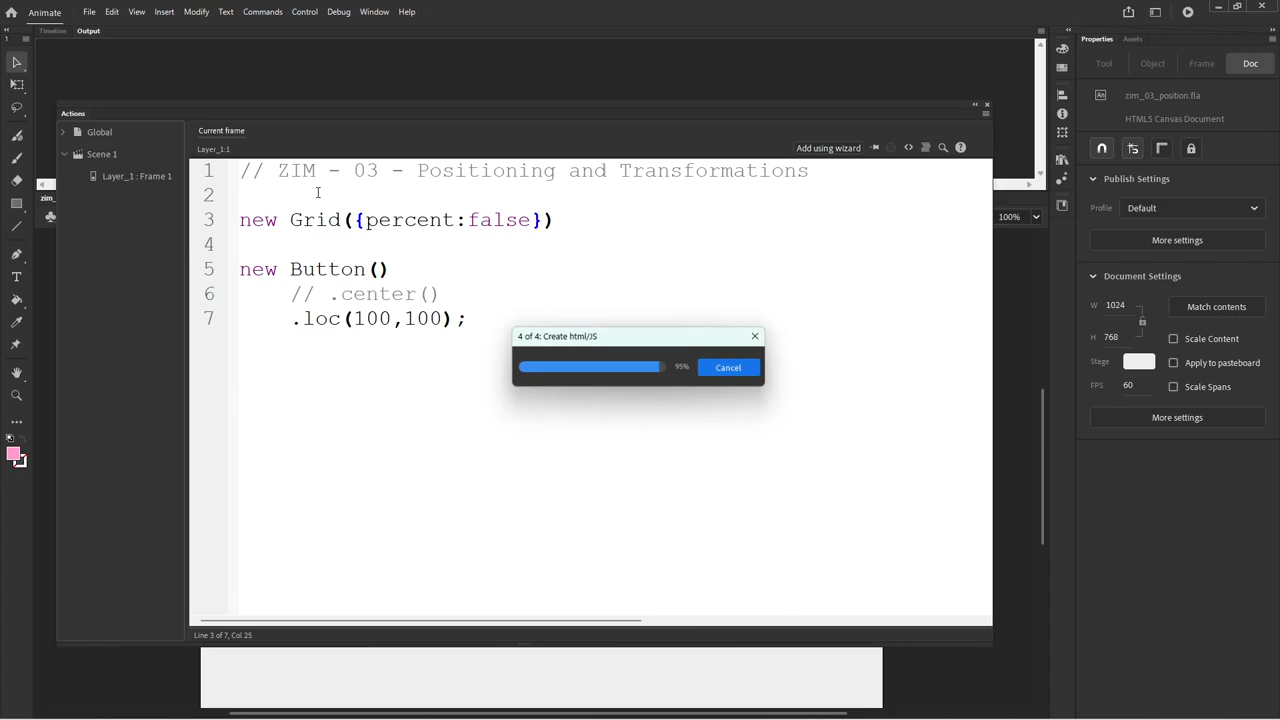 Animate
File
Edit
View
Insert
Modify
Text
Commands
Control
Debug
Window
Help
Timeline
Output
1
Properties
Assets
Tool
Object
Frame
Doc
An
zim_03_position.fla
HTML5 Canvas Document
Publish Settings
Profile
Default
More settings
Document Settings
W
1024
Match contents
H
768
Scale Content
Stage
Apply to pasteboard
FPS
60
Scale Spans
More settings
Actions
Global
Current frame
Scene 1
Layer_1:1
Add using wizard
Layer_1 : Frame 1
zim_
100%
1 // ZIM - 03 - Positioning and Transformations
2
3 new Grid({percent:false})
4
5 new Button()
6 // .center()
7 .loc(100,100);
4 of 4: Create html/JS
95%
Cancel
Line 3 of 7, Col 25